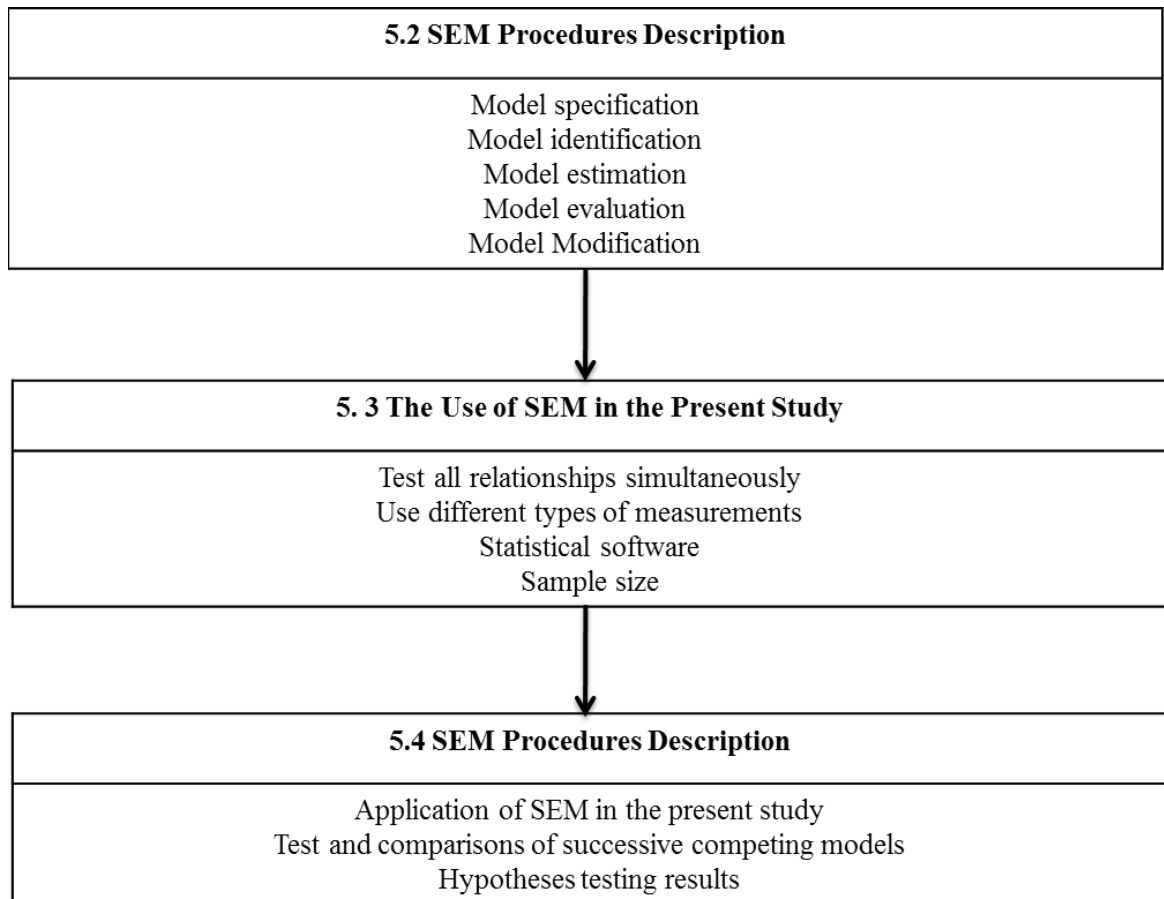 5.2 SEM Procedures Description
Model specification
Model identification
Model estimation
Model evaluation
Model Modification
5. 3 The Use of SEM in the Present Study
Test all relationships simultaneously
Use different types of measurements
Statistical software
Sample size
5.4 SEM Procedures Description
Application of SEM in the present study
Test and comparisons of successive competing models
Hypotheses testing results